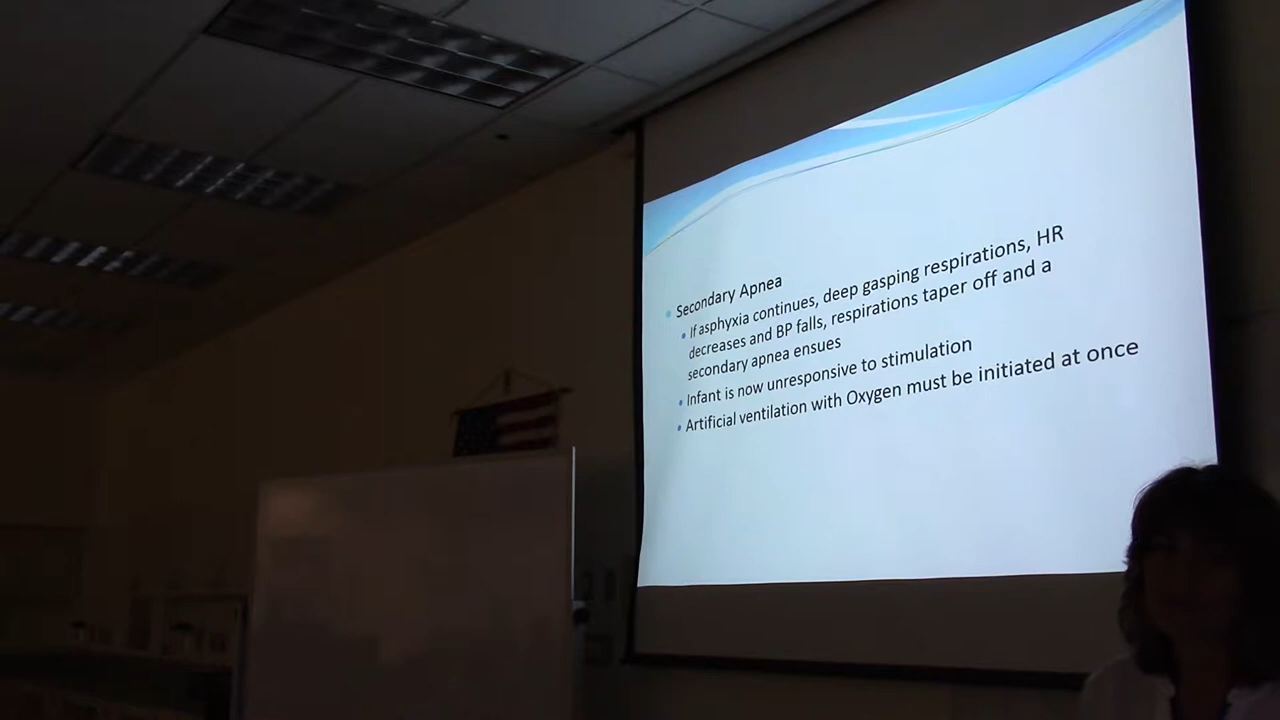 Secondary Apnea
If asphyxia continues, deep gasping respirations, HR
decreases and BP falls, respirations taper off and a
secondary apnea ensues
Infant is now unresponsive to stimulation
Artificial ventilation with Oxygen must be initiated at once